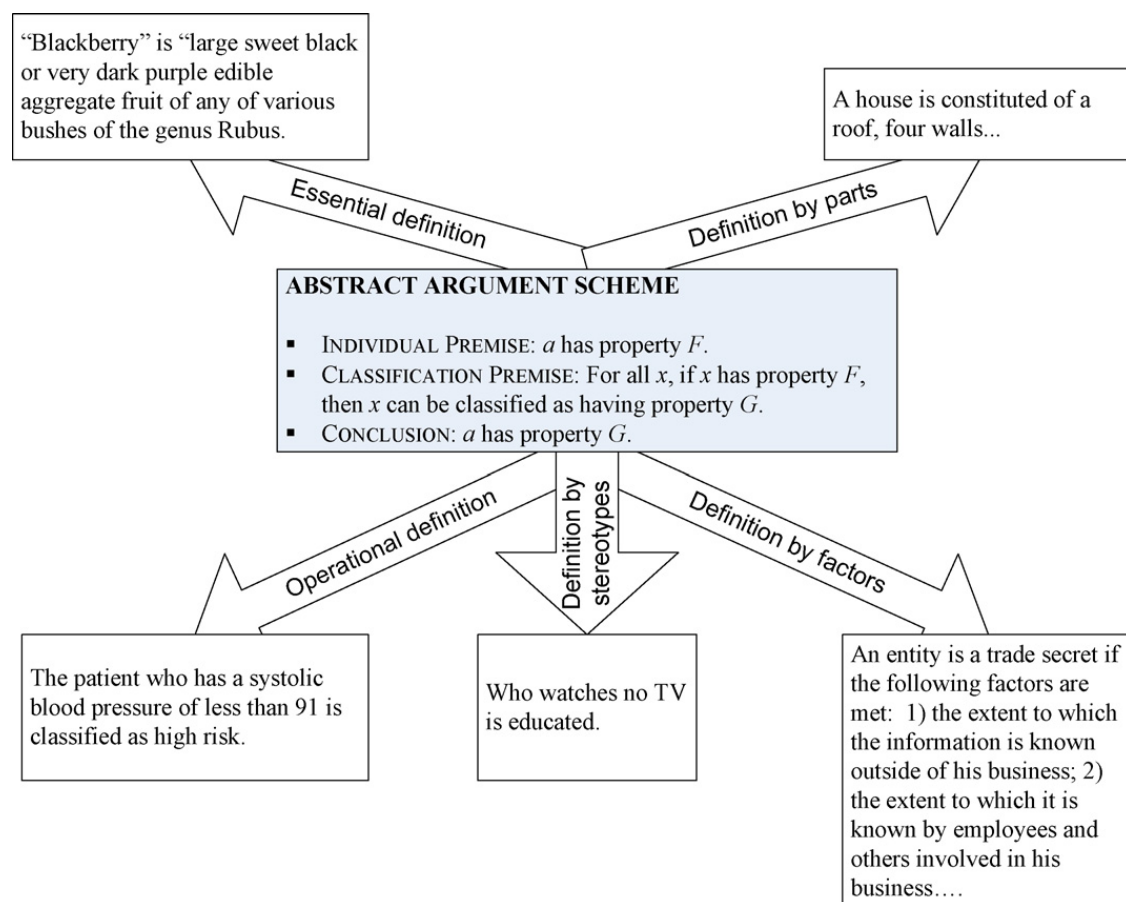 “Blackberry” is “large sweet black
or very dark purple edible
aggregate fruit of any of various
bushes of the genus Rubus.
A house is constituted of a
roof, four walls...
Essential definition
Definition by parts
ABSTRACT ARGUMENT SCHEME
▪ INDIVIDUAL PREMISE: a has property F.
▪ CLASSIFICATION PREMISE: For all x, if x has property F,
then x can be classified as having property G.
▪ CONCLUSION: a has property G.
Operational definition
Definition by
stereotypes
Definition by factors
The patient who has a systolic
blood pressure of less than 91 is
classified as high risk.
Who watches no TV
is educated.
An entity is a trade secret if
the following factors are
met: 1) the extent to which
the information is known
outside of his business; 2)
the extent to which it is
known by employees and
others involved in his
business….